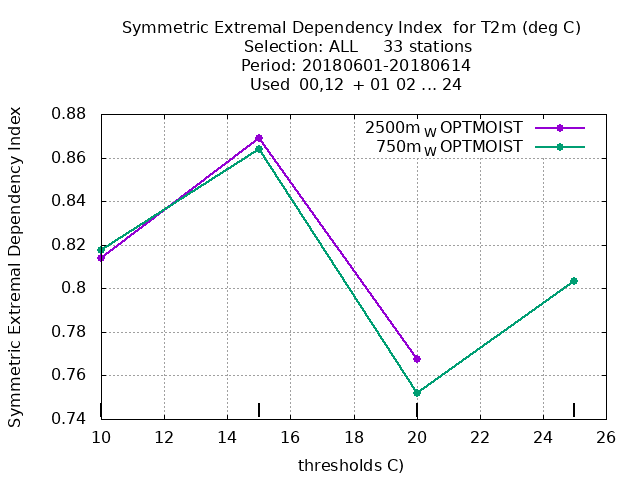 Symmetric Extremal Dependency Index  for T2m (deg C)
Selection: ALL     33 stations
Period: 20180601-20180614
Used  00,12  + 01 02 ... 24
Symmetric Extremal Dependency Index
2500m_W OPTMOIST
750m_W OPTMOIST
0.88
0.86
0.84
0.82
0.8
0.78
0.76
0.74
10 12 14 16 18 20 22 24 26
thresholds C)